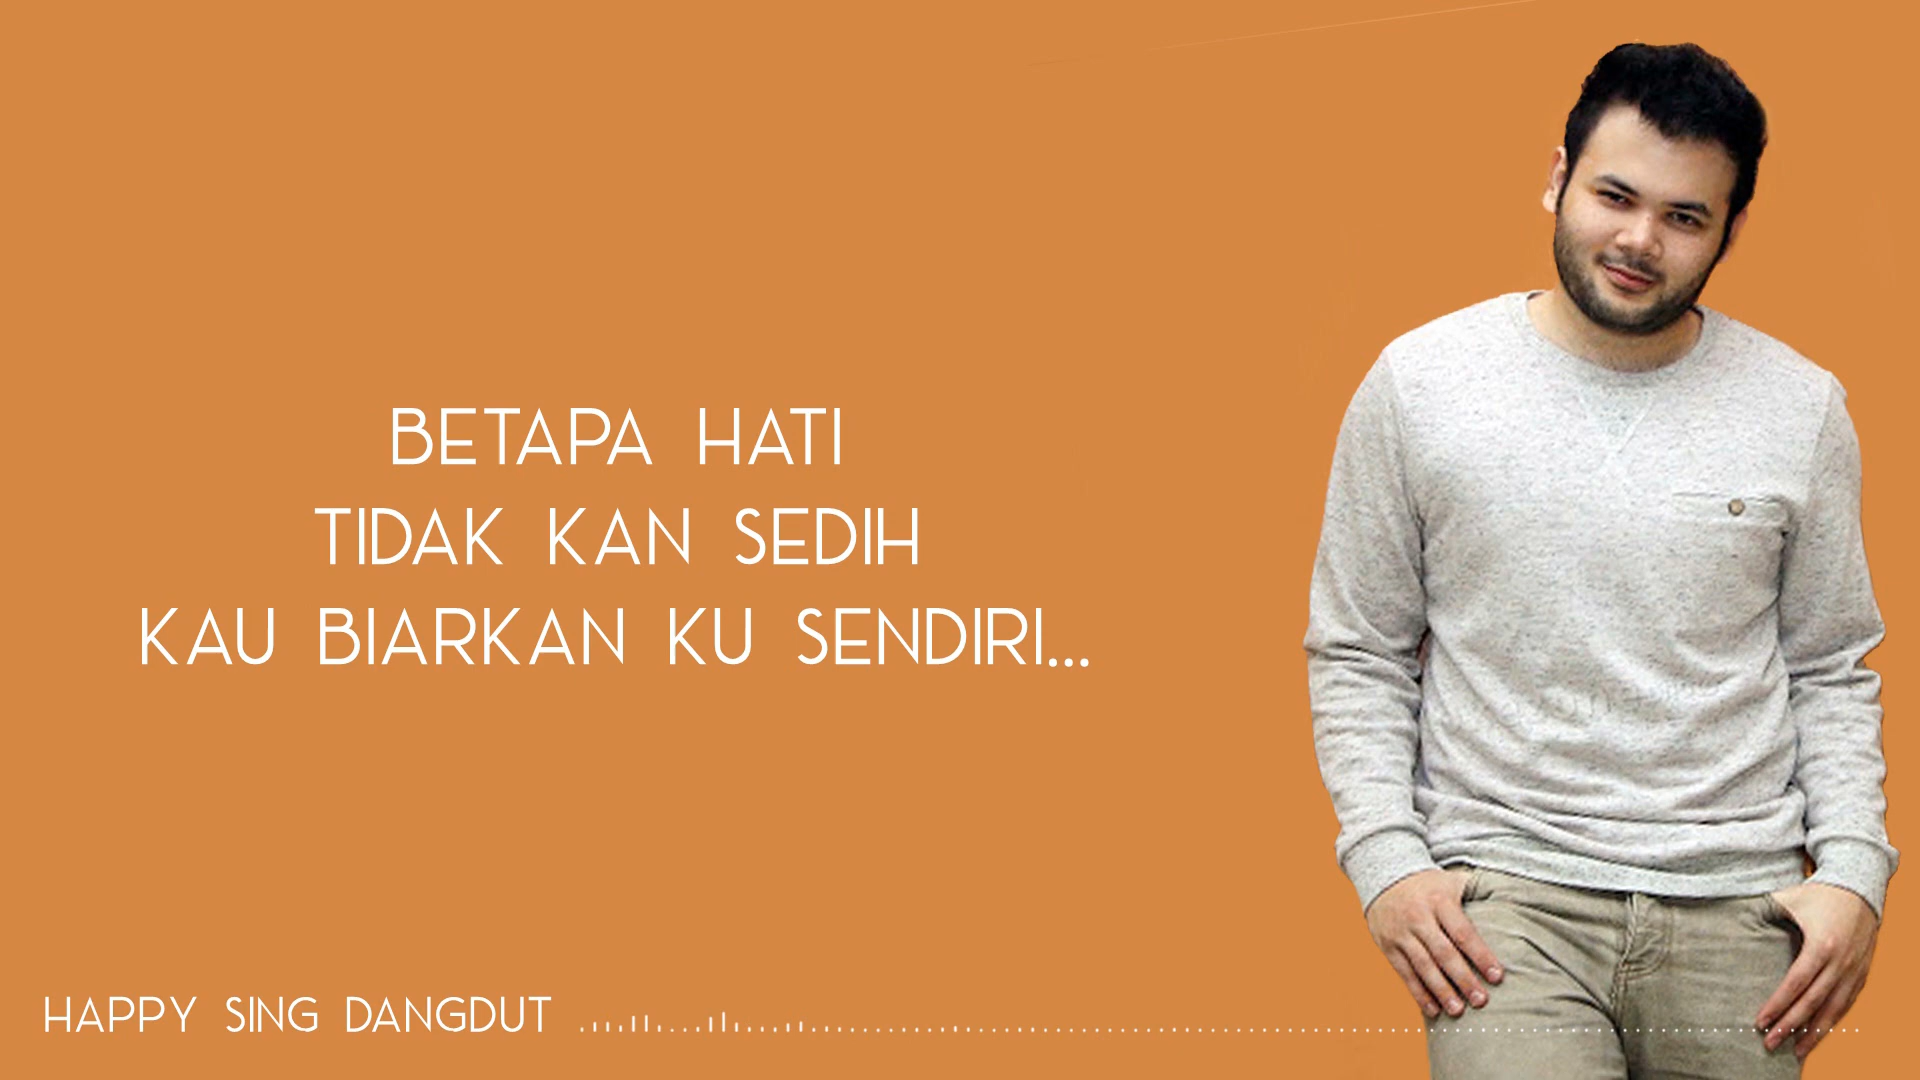 BETAPA HATI
TIDAK KAN SEDIH
KAU BIARKAN KU SENDIRI...
HAPPY SING DANGDUT